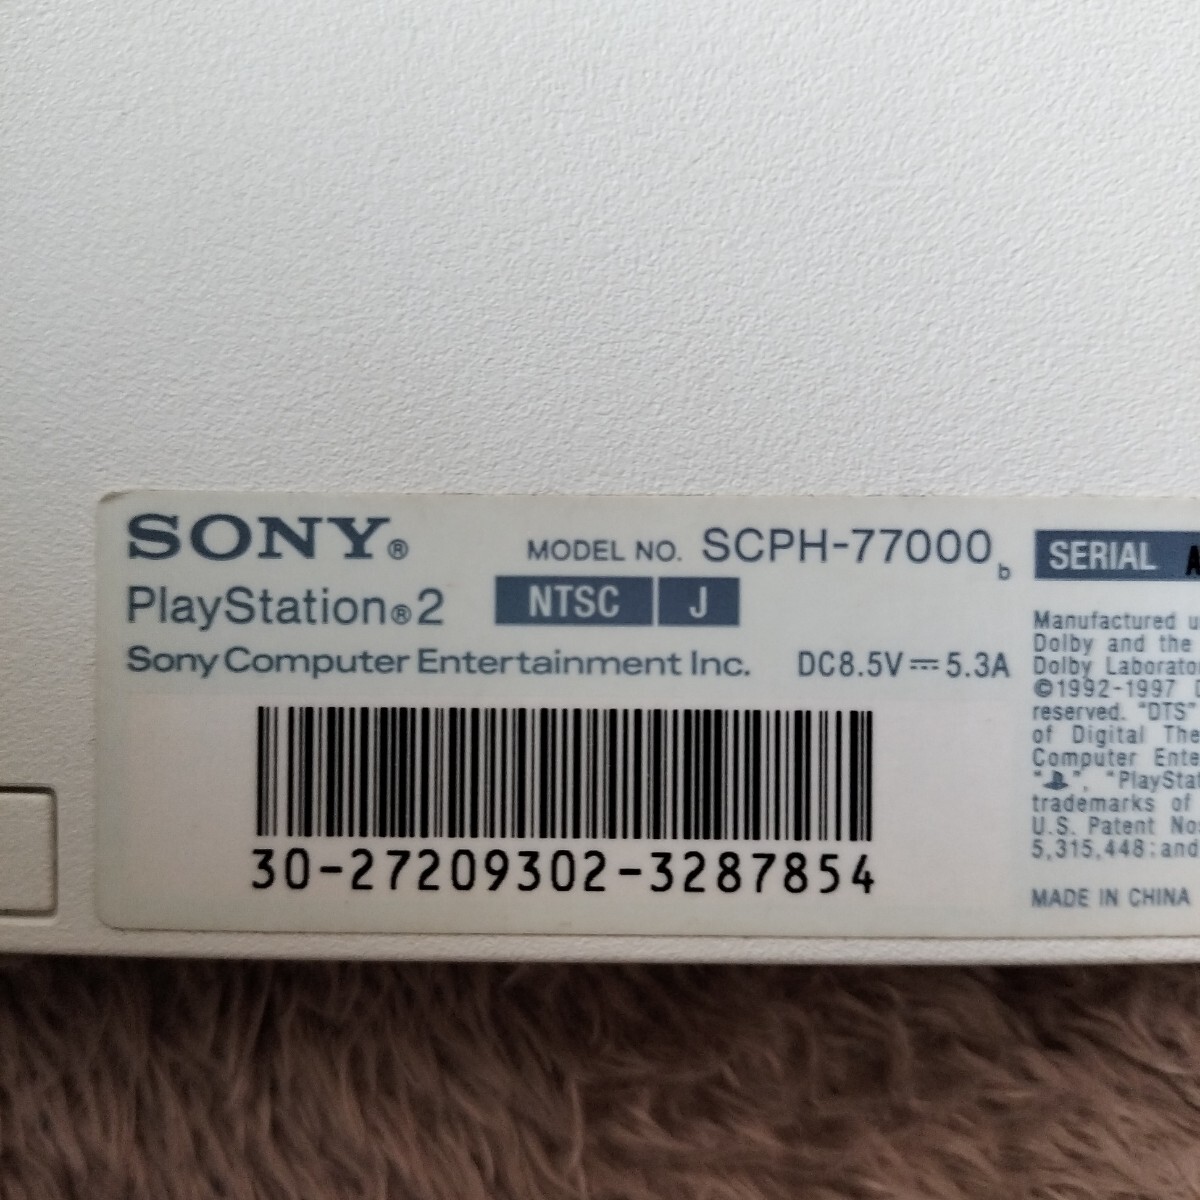 SONY®
MODEL NO. SCPH-77000 b
PlayStation®2 NTSC J
Sony Computer Entertainment Inc. DC8.5V⎓5.3A
30-27209302-3287854
SERIAL A
Manufactured u
Dolby and the
Dolby Laborato
©1992-1997 D
reserved. "DTS"
of Digital The
Computer Ente
" ", "PlayStat
trademarks of
U.S. Patent Nos
5,315,448;and
MADE IN CHINA